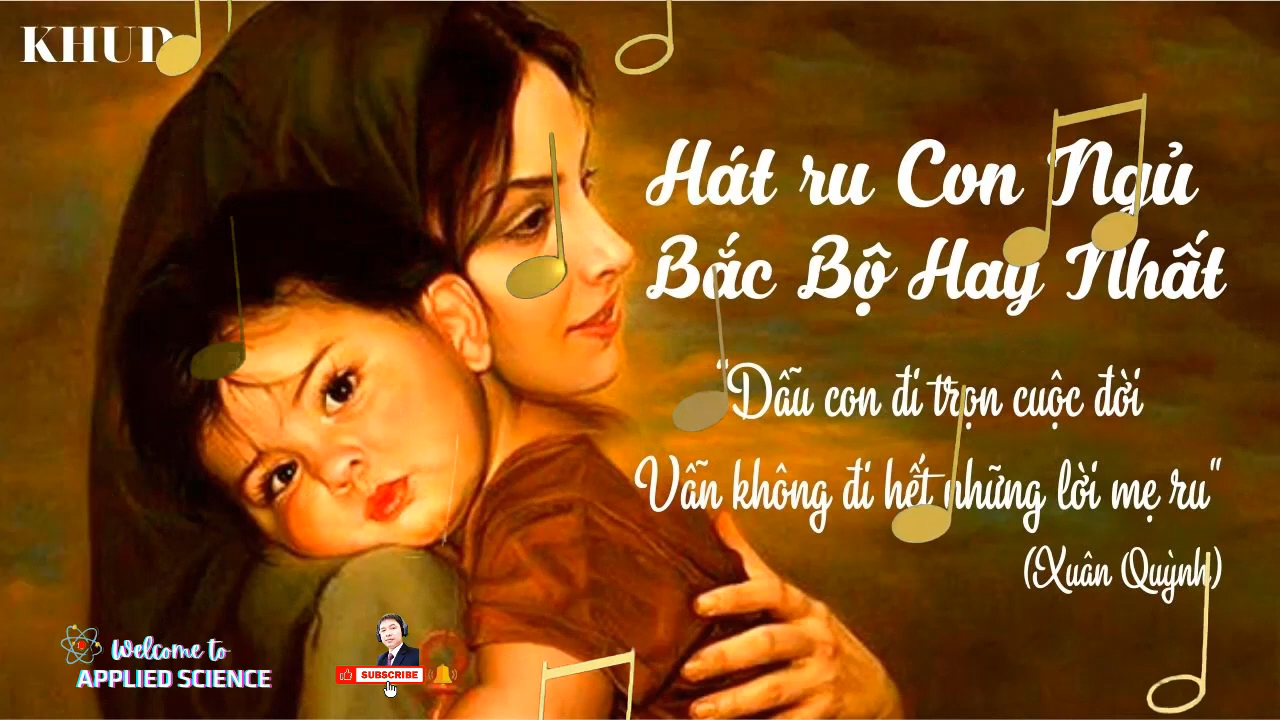 KHUD
Hát ru Con Ngủ
Bắc Bộ Hay Nhất
"Dẫu con đi trọn cuộc đời
Vẫn không đi hết những lời mẹ ru"
(Xuân Quỳnh)
Welcome to
APPLIED SCIENCE
SUBSCRIBE